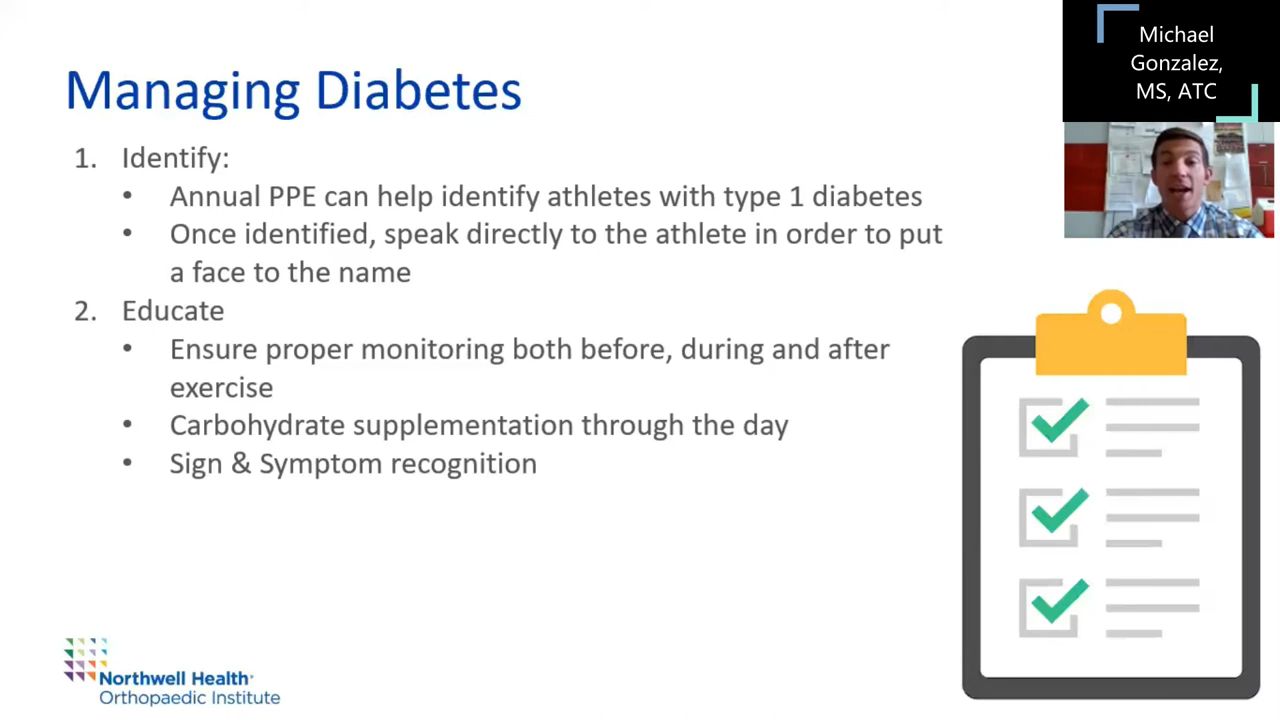 Michael
Gonzalez,
MS, ATC
Managing Diabetes
1. Identify:
• Annual PPE can help identify athletes with type 1 diabetes
• Once identified, speak directly to the athlete in order to put
a face to the name
2. Educate
• Ensure proper monitoring both before, during and after
exercise
• Carbohydrate supplementation through the day
• Sign & Symptom recognition
Northwell Health
Orthopaedic Institute